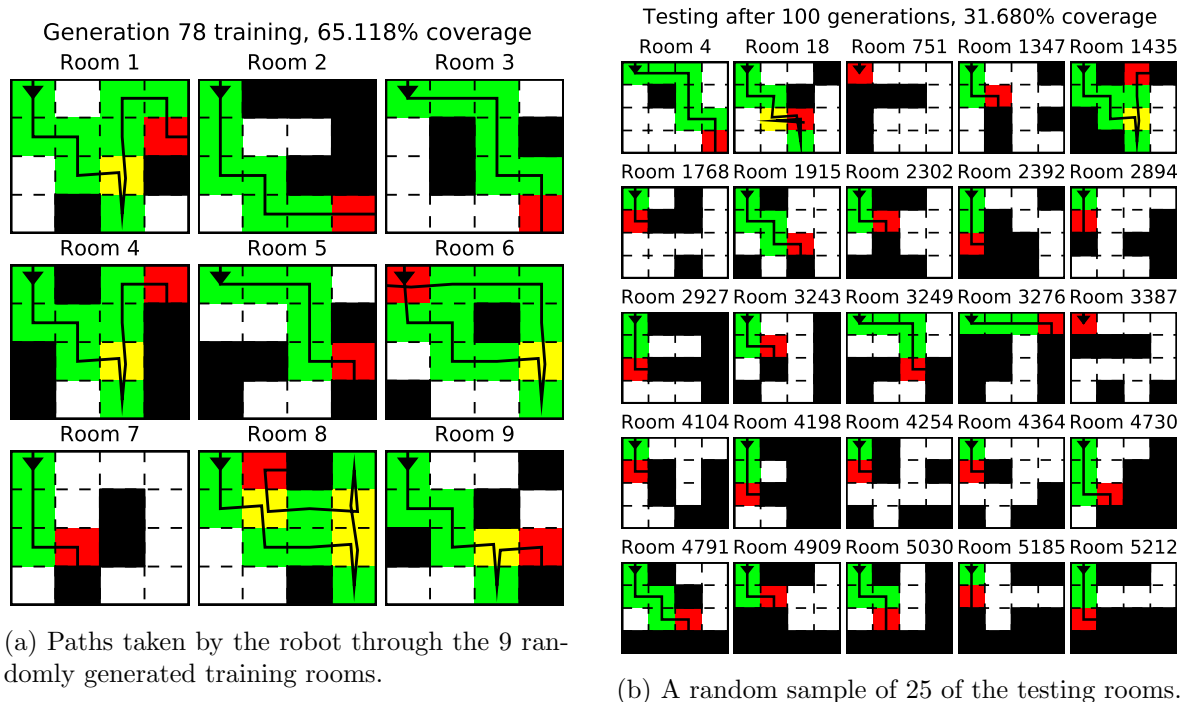 Generation 78 training, 65.118% coverage
Room 1 Room 2 Room 3
Room 4 Room 5 Room 6
Room 7 Room 8 Room 9
(a) Paths taken by the robot through the 9 ran-
domly generated training rooms.
Testing after 100 generations, 31.680% coverage
Room 4 Room 18 Room 751 Room 1347 Room 1435
Room 1768 Room 1915 Room 2302 Room 2392 Room 2894
Room 2927 Room 3243 Room 3249 Room 3276 Room 3387
Room 4104 Room 4198 Room 4254 Room 4364 Room 4730
Room 4791 Room 4909 Room 5030 Room 5185 Room 5212
(b) A random sample of 25 of the testing rooms.